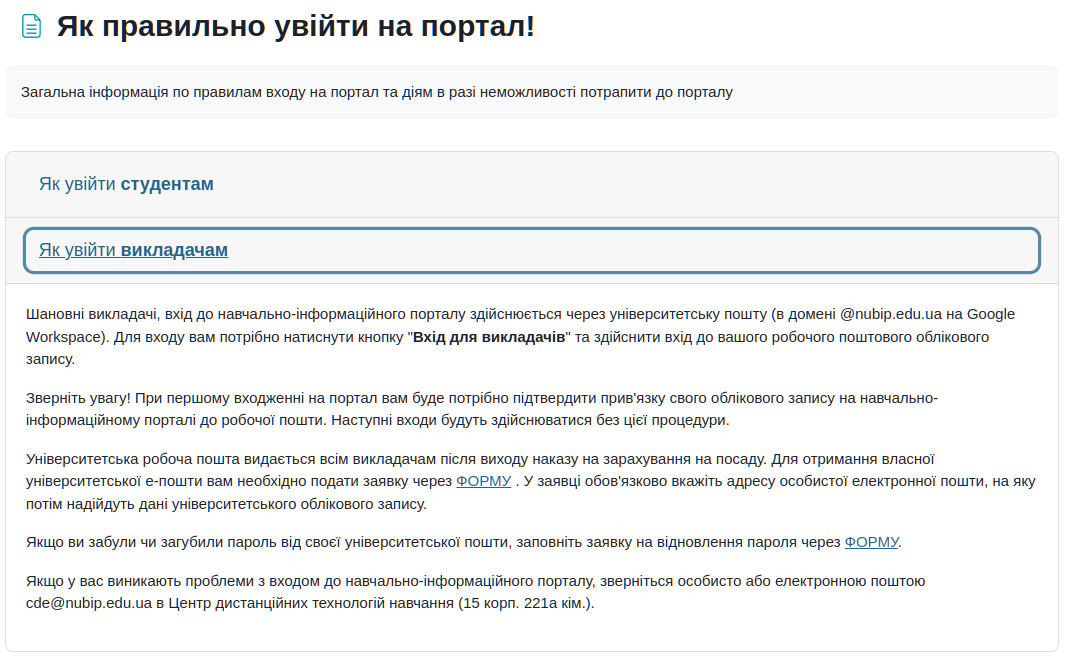 Як правильно увійти на портал!
Загальна інформація по правилам входу на портал та діям в разі неможливості потрапити до порталу
Як увійти студентам
Як увійти викладачам
Шановні викладачі, вхід до навчально-інформаційного порталу здійснюється через університетську пошту (в домені @nubip.edu.ua на Google
Workspace). Для входу вам потрібно натиснути кнопку "Вхід для викладачів" та здійснити вхід до вашого робочого поштового облікового
запису.
Зверніть увагу! При першому входженні на портал вам буде потрібно підтвердити прив'язку свого облікового запису на навчально-
інформаційному порталі до робочої пошти. Наступні входи будуть здійснюватися без цієї процедури.
Університетська робоча пошта видається всім викладачам після виходу наказу на зарахування на посаду. Для отримання власної
університетської е-пошти вам необхідно подати заявку через ФОРМУ . У заявці обов'язково вкажіть адресу особистої електронної пошти, на яку
потім надійдуть дані університетського облікового запису.
Якщо ви забули чи загубили пароль від своєї університетської пошти, заповніть заявку на відновлення пароля через ФОРМУ.
Якщо у вас виникають проблеми з входом до навчально-інформаційного порталу, зверніться особисто або електронною поштою
cde@nubip.edu.ua в Центр дистанційних технологій навчання (15 корп. 221а кім.).